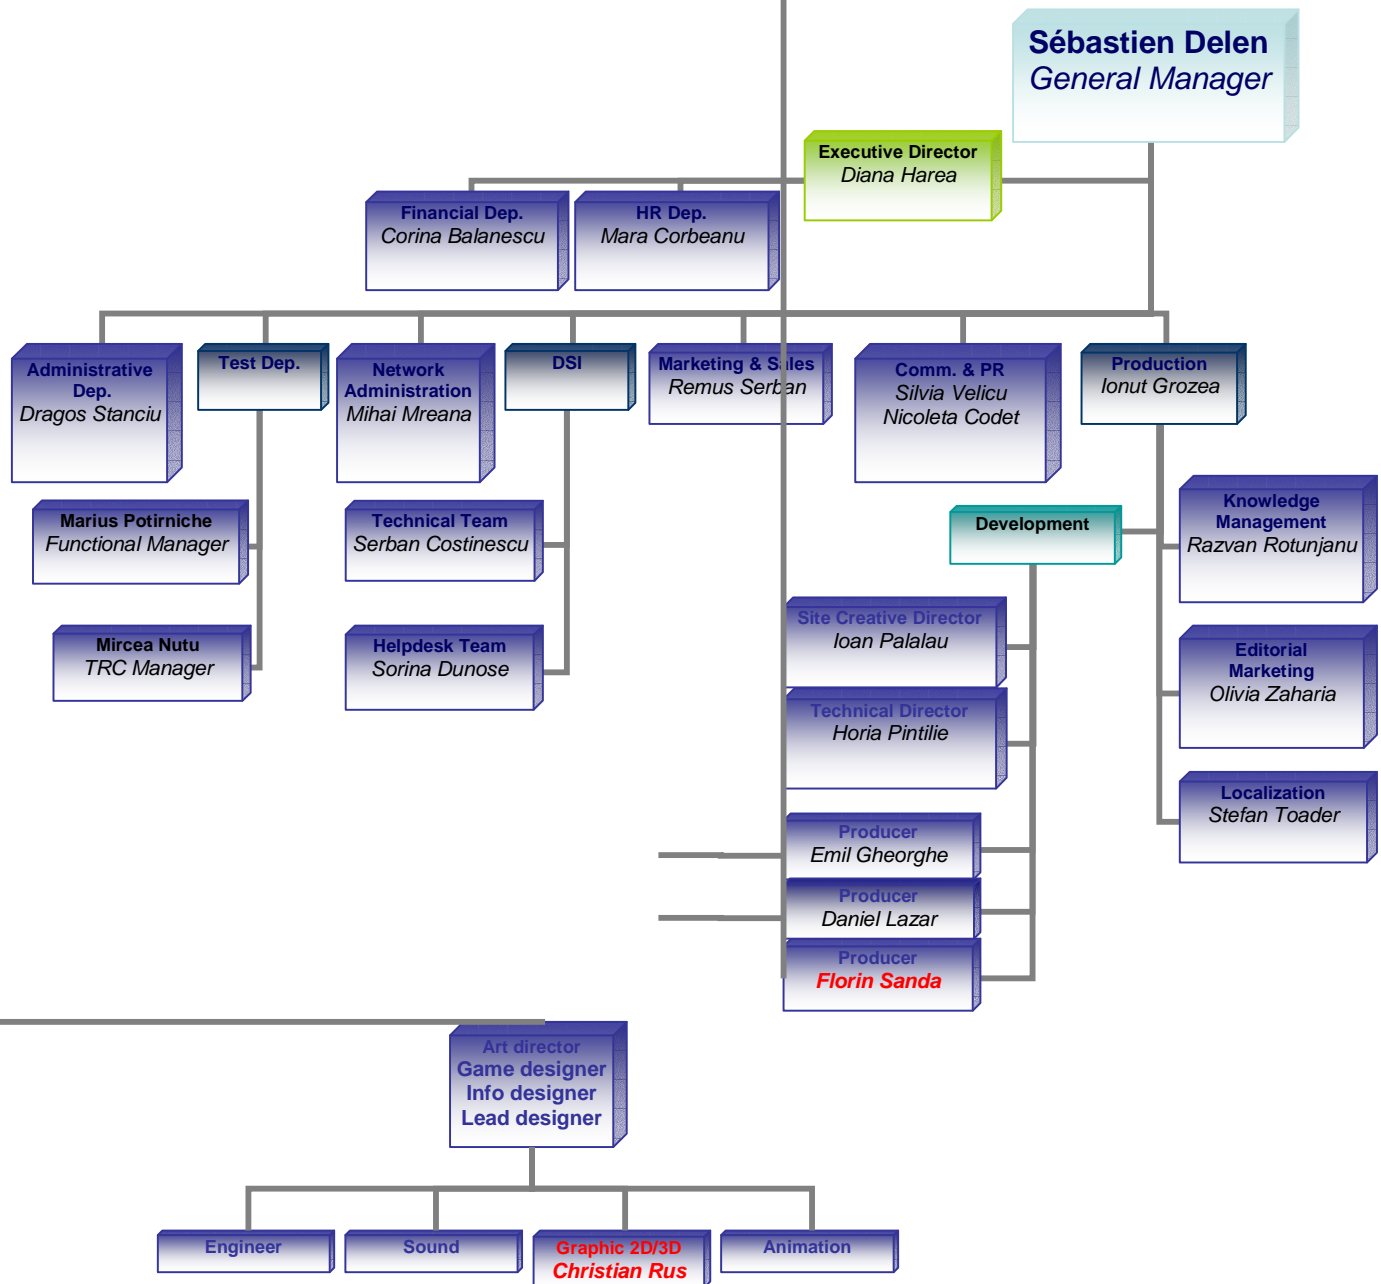 Sébastien Delen
General Manager
Executive Director
Diana Harea
Financial Dep.
Corina Balanescu
HR Dep.
Mara Corbeanu
Administrative
Dep.
Dragos Stanciu
Test Dep.
Network
Administration
Mihai Mreana
DSI
Marketing & Sales
Remus Serban
Comm. & PR
Silvia Velicu
Nicoleta Codet
Production
Ionut Grozea
Marius Potirniche
Functional Manager
Mircea Nutu
TRC Manager
Technical Team
Serban Costinescu
Helpdesk Team
Sorina Dunose
Development
Knowledge
Management
Razvan Rotunjanu
Editorial
Marketing
Olivia Zaharia
Localization
Stefan Toader
Site Creative Director
Ioan Palalau
Technical Director
Horia Pintilie
Producer
Emil Gheorghe
Producer
Daniel Lazar
Producer
Florin Sanda
Art director
Game designer
Info designer
Lead designer
Engineer
Sound
Graphic 2D/3D
Christian Rus
Animation